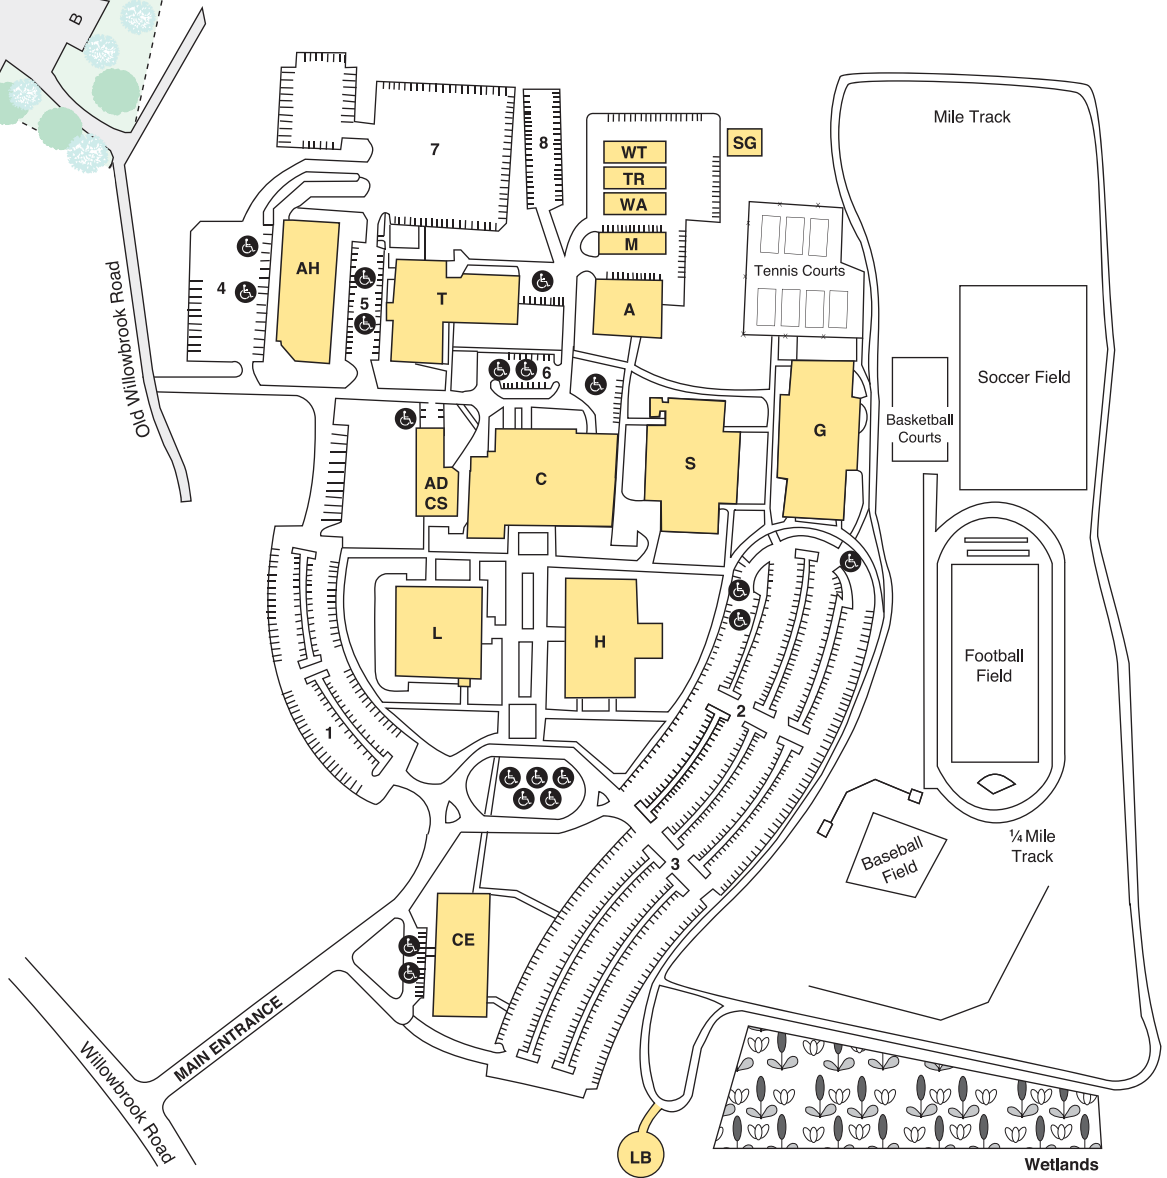 B
Mile Track
7
8
SG
WT
TR
WA
M
AH
Tennis Courts
4
5
T
A
Old Willowbrook Road
6
Soccer Field
Basketball
Courts
G
S
C
AD
CS
L
H
Football
Field
2
1
3
¼ Mile
Track
Baseball
Field
CE
MAIN ENTRANCE
Willowbrook Road
LB
Wetlands